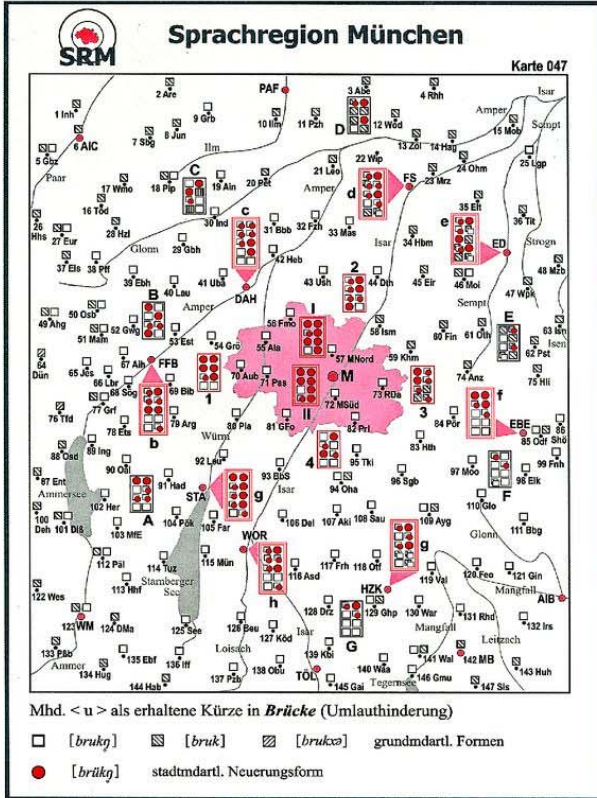 SRM
Sprachregion München
Karte 047
2 Are
PAF
3 Abe
4 Rhh
Isar
1 Inh
9 Grb
10 Ilm
11 Pzh
D
12 Wod
Amper
6 AIC
7 Sbg
8 Jun
Ilm
13 Zol
14 Hag
15 Mob
Sempt
5 Gbz
Paar
C
21 Leo
22 Wip
24 Ohm
25 Lgp
17 Wmo
18 Pip
19 Ain
20 Pet
Amper
d
FS
23 Mrz
16 Töd
30 Ind
c
31 Bbb
32 Fzh
33 Mas
35 Elt
26 Hhs
27 Eur
28 Hzl
Glonn
29 Gbh
Isar
34 Hbm
e
36 Tit
Strogn
37 Els
38 Pff
42 Heb
ED
39 Ebh
40 Lau
41 Uba
DAH
43 Ush
2
44 Dth
45 Eir
46 Moi
48 Mzb
B
Amper
Sempt
47 Wpk
49 Ahg
50 Osb
51 Mam
52 Gwg
53 Est
56 Fmo
I
58 Ism
60 Fin
61 Oth
E
63 Isn
Isen
62 Pst
54 Grö
55 Ala
57 MNord
59 Khm
64 Dün
67 Aih
FFB
65 Jes
66 Lbr
68 Sög
69 Bib
1
70 Aub
71 Pas
M
II
72 MSüd
73 RDa
3
74 Anz
75 Hli
f
76 Tfd
77 Grf
78 Ets
b
79 Arg
80 Pla
81 GFo
82 Prl
83 Hth
84 Pör
EBE
85 Odf
86 Shö
Würm
88 Osd
89 Ing
90 Obl
4
87 Ent
Ammersee
91 Had
92 Leu
93 BbS
94 Oha
95 Tki
96 Sgb
97 Moo
98 Elk
99 Fnh
F
A
STA
g
Isar
100 Deh
101 Diß
102 Her
103 MfE
104 Pök
105 Far
106 Del
107 Aki
108 Sau
109 Ayg
110 Glo
Glonn
111 Bbg
WOR
g
112 Päl
113 Hhf
114 Tuz
Starnberger See
115 Mün
h
116 Asd
117 Frh
118 Off
119 Val
120 Feo
121 Gin
Mangfall
AIB
HZK
122 Wes
123 WM
124 DMa
125 See
126 Beu
127 Köd
128 Drz
129 Ghp
130 War
131 Rhd
132 Irs
G
Mangfall
Leitzach
133 Pßb
Ammer
134 Hug
135 Ebf
136 Iff
137 Pzb
Loisach
138 Obu
Isar
139 Kbi
TÖL
140 Waa
141 Wal
142 MB
143 Huh
144 Hab
145 Gai
Tegernsee
146 Gmu
147 Sls
Mhd. < u > als erhaltene Kürze in Brücke (Umlauthinderung)
[brukŋ] [bruk] [brukxə] grundmdartl. Formen
[brükŋ] stadtmdartl. Neuerungsform